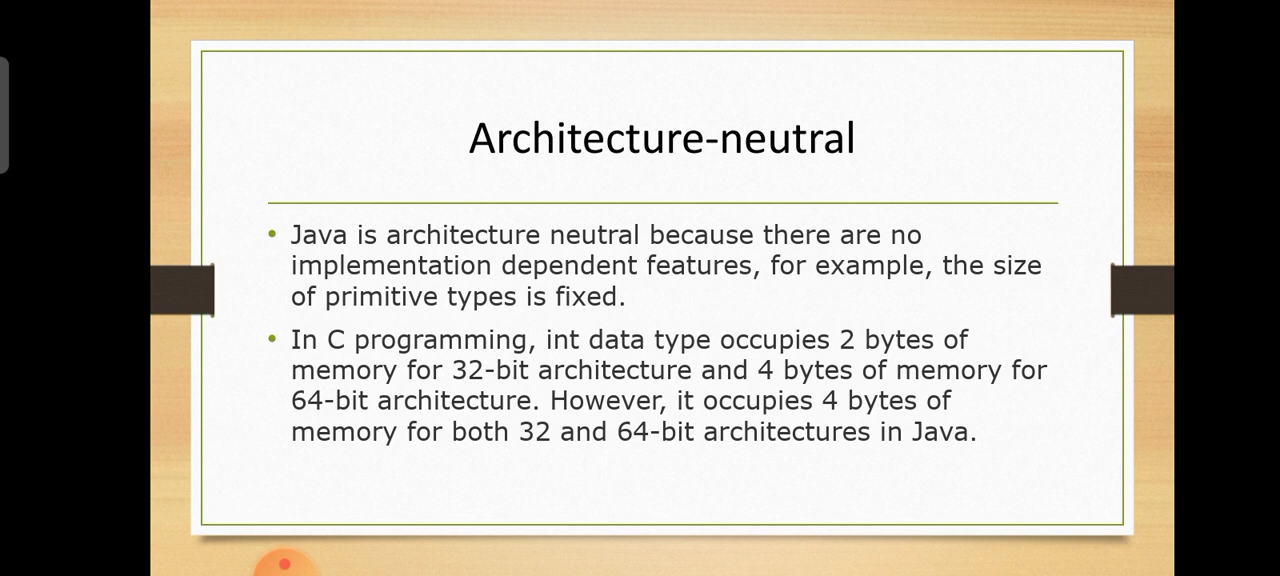 Architecture-neutral
Java is architecture neutral because there are no
implementation dependent features, for example, the size
of primitive types is fixed.
In C programming, int data type occupies 2 bytes of
memory for 32-bit architecture and 4 bytes of memory for
64-bit architecture. However, it occupies 4 bytes of
memory for both 32 and 64-bit architectures in Java.